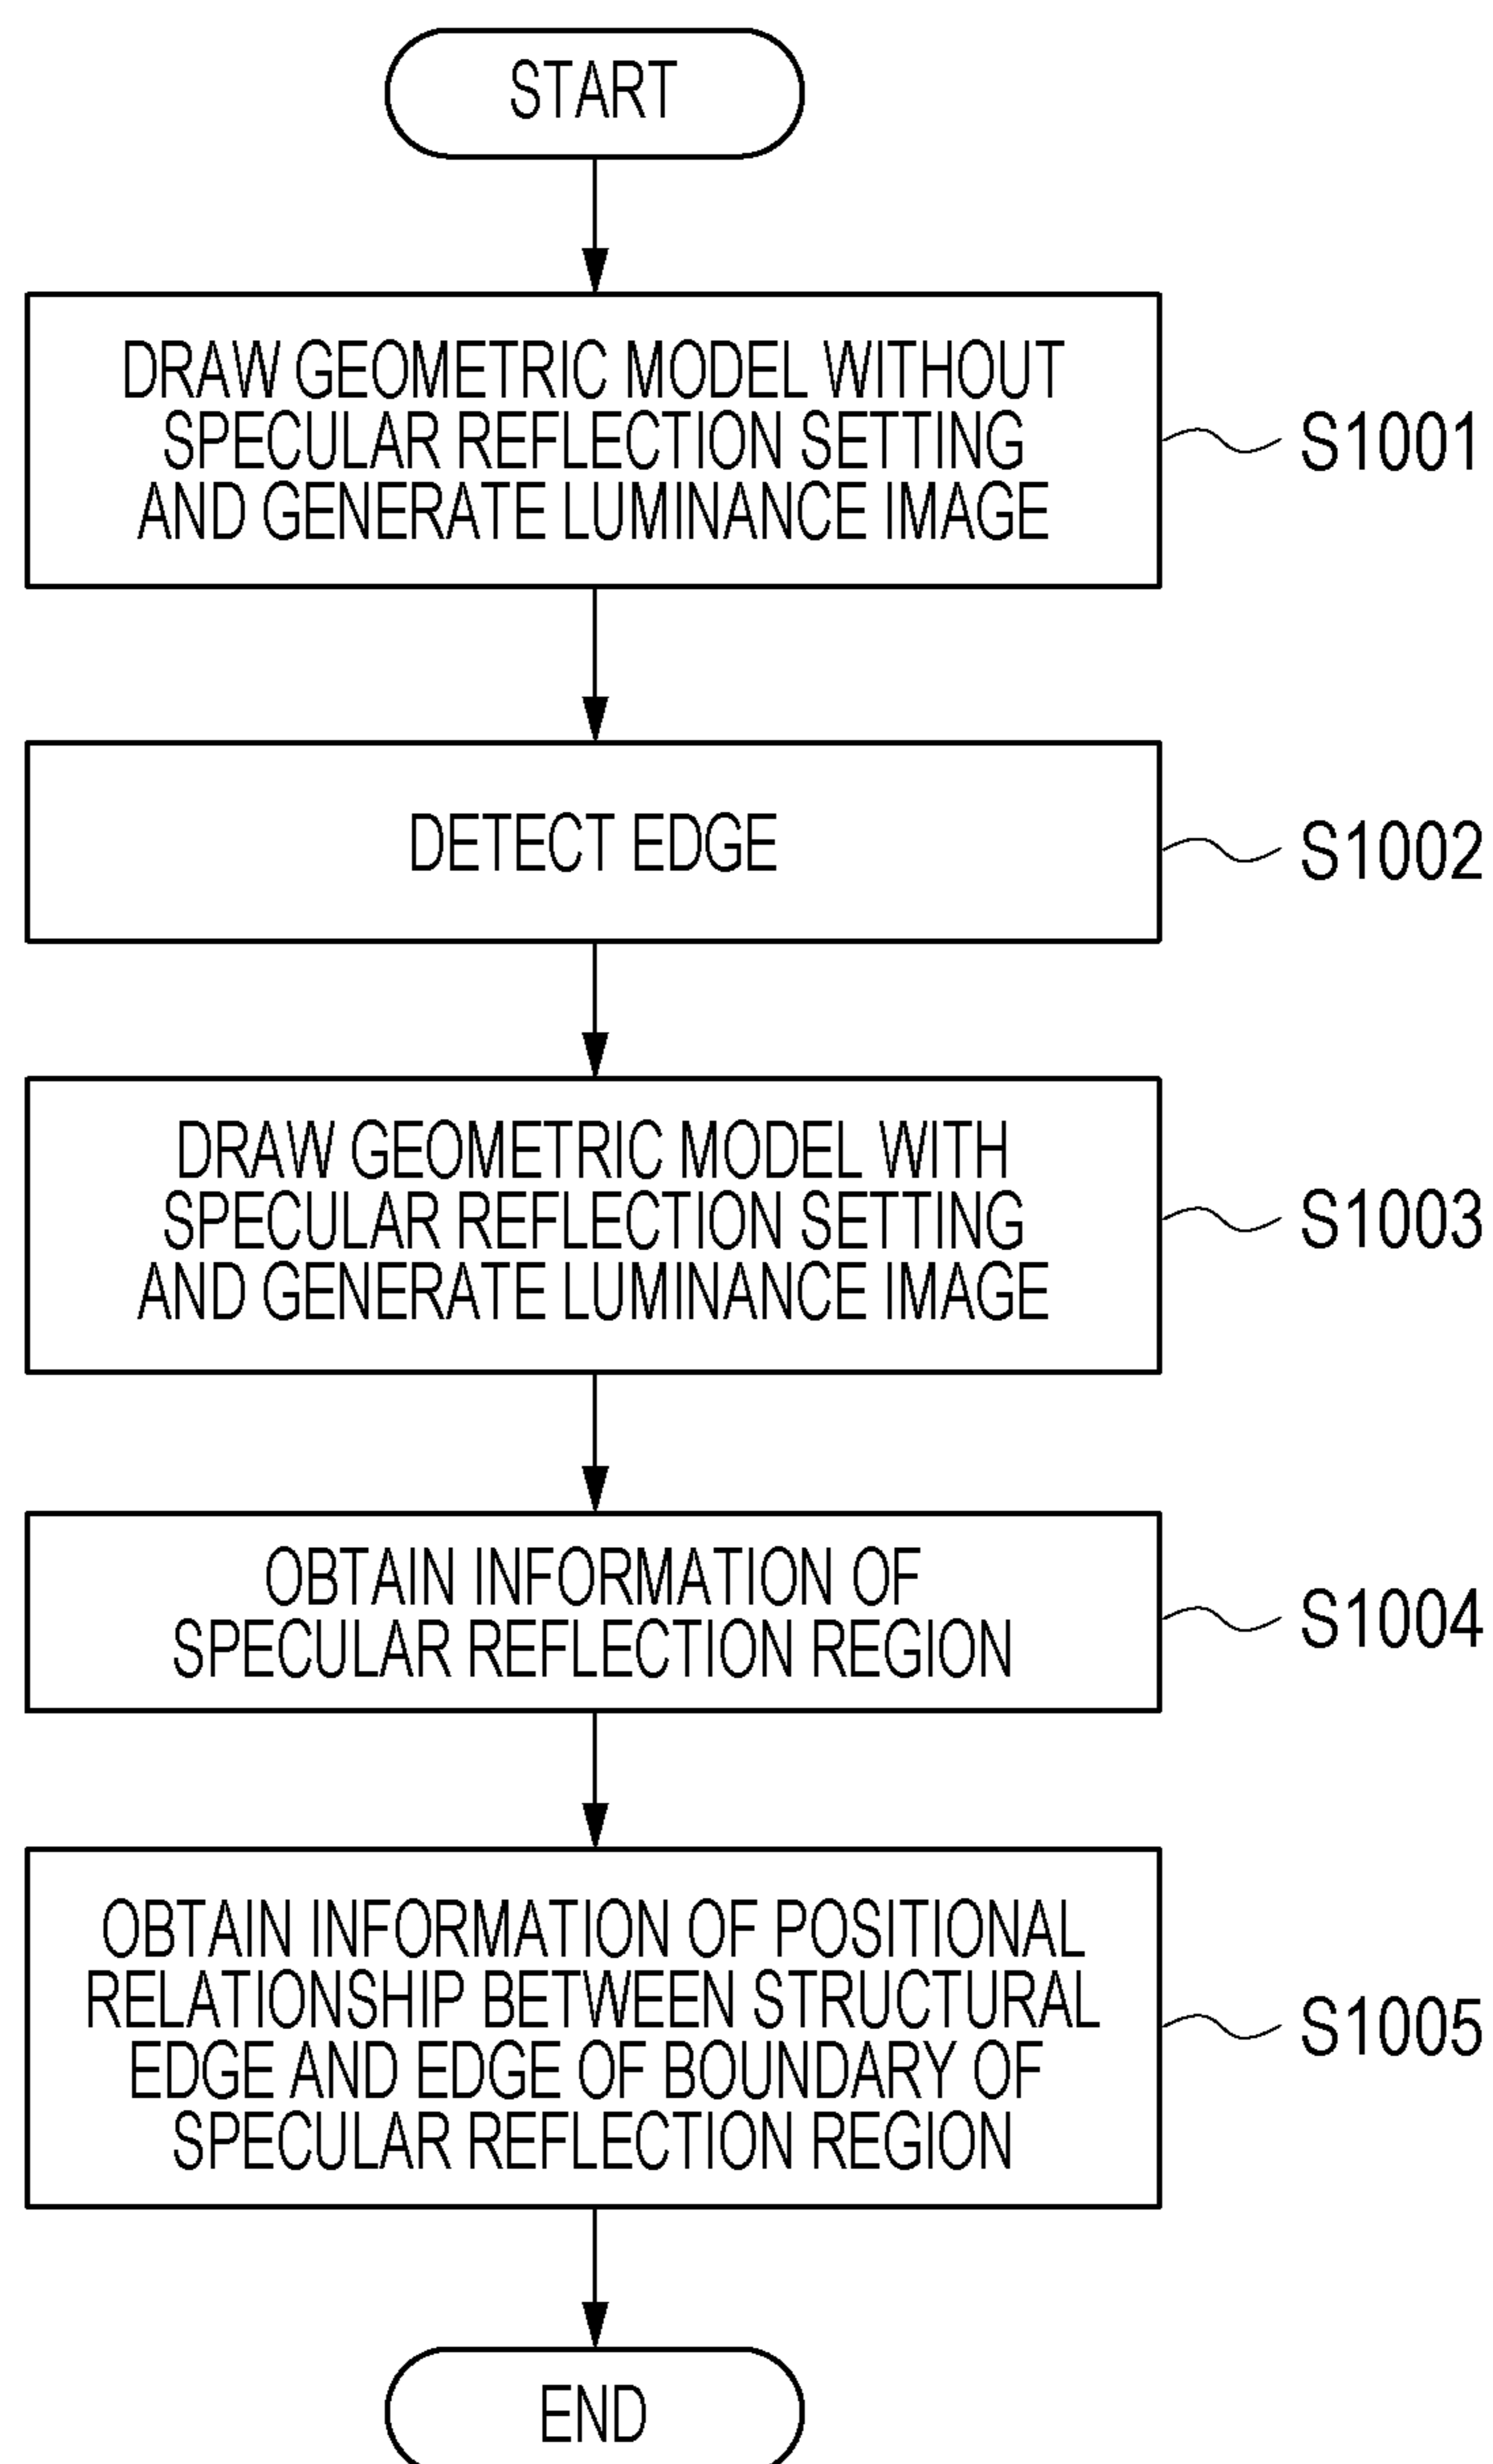 START
DRAW GEOMETRIC MODEL WITHOUT
SPECULAR REFLECTION SETTING
AND GENERATE LUMINANCE IMAGE
S1001
DETECT EDGE
S1002
DRAW GEOMETRIC MODEL WITH
SPECULAR REFLECTION SETTING
AND GENERATE LUMINANCE IMAGE
S1003
OBTAIN INFORMATION OF
SPECULAR REFLECTION REGION
S1004
OBTAIN INFORMATION OF POSITIONAL
RELATIONSHIP BETWEEN STRUCTURAL
EDGE AND EDGE OF BOUNDARY OF
SPECULAR REFLECTION REGION
S1005
END